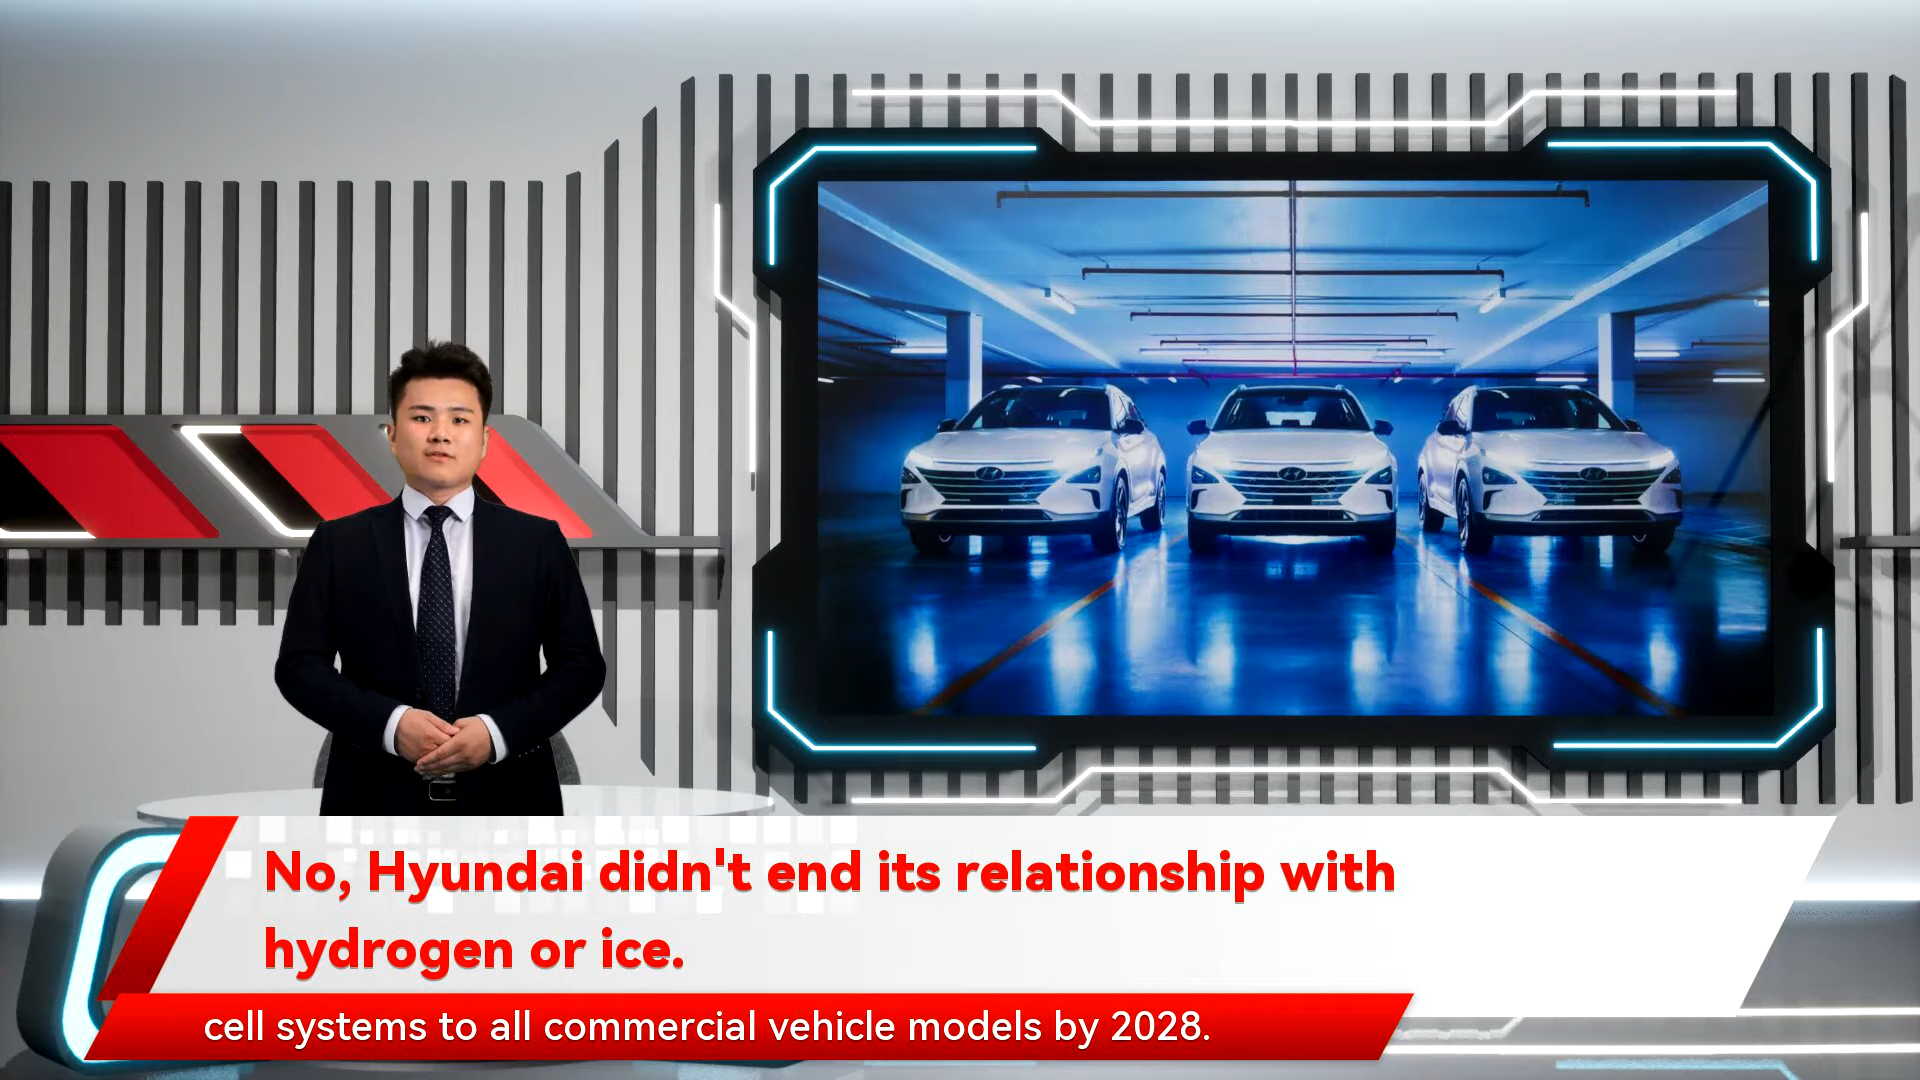 No, Hyundai didn't end its relationship with
hydrogen or ice.
cell systems to all commercial vehicle models by 2028.